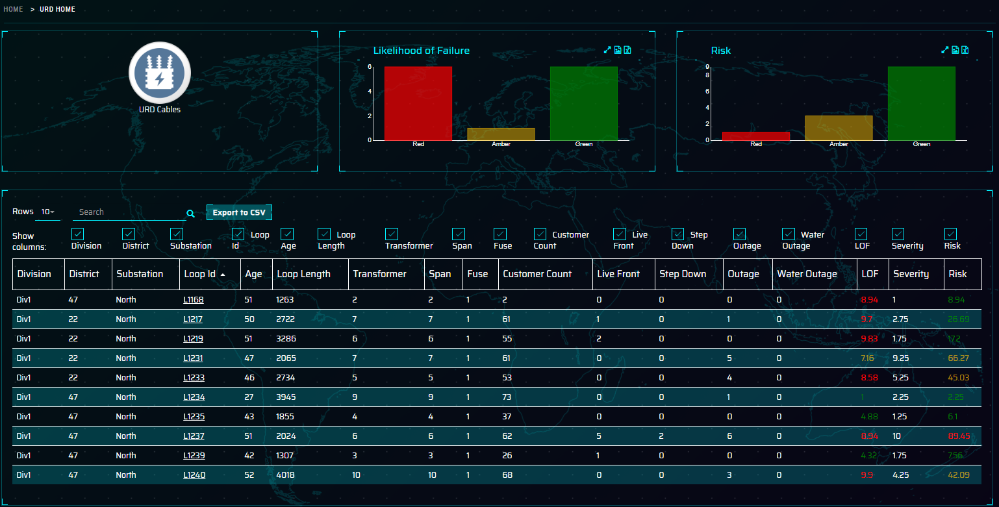 HOME > URD HOME
URD Cables
Likelihood of Failure
6
4
2
0
Red Amber Green
Risk
9
8
6
4
2
0
Red Amber Green
Rows 10 Search Export to CSV
Show columns: Division District Substation Loop Id Age Loop Length Transformer Span Fuse Customer Count Live Front Step Down Outage Water Outage LOF Severity Risk
Division District Substation Loop Id Age Loop Length Transformer Span Fuse Customer Count Live Front Step Down Outage Water Outage LOF Severity Risk
Div1 47 North L1168 51 1263 2 2 1 2 0 0 0 0 8.94 1 8.94
Div1 22 North L1217 50 2722 7 7 1 61 1 0 1 0 9.7 2.75 26.69
Div1 22 North L1219 51 3286 6 6 1 55 2 0 0 0 9.83 1.75 17.2
Div1 22 North L1231 47 2065 7 7 1 61 0 0 5 0 7.16 9.25 66.27
Div1 22 North L1233 46 2734 5 5 1 53 0 0 4 0 8.58 5.25 45.03
Div1 47 North L1234 27 3945 9 9 1 73 0 0 1 0 1 2.25 2.25
Div1 47 North L1235 43 1855 4 4 1 37 0 0 0 0 4.88 1.25 6.1
Div1 47 North L1237 51 2024 6 6 1 62 5 2 6 0 8.94 10 89.45
Div1 47 North L1239 42 1307 3 3 1 26 1 0 0 0 4.32 1.75 7.56
Div1 47 North L1240 52 4018 10 10 1 68 0 0 3 0 9.9 4.25 42.09